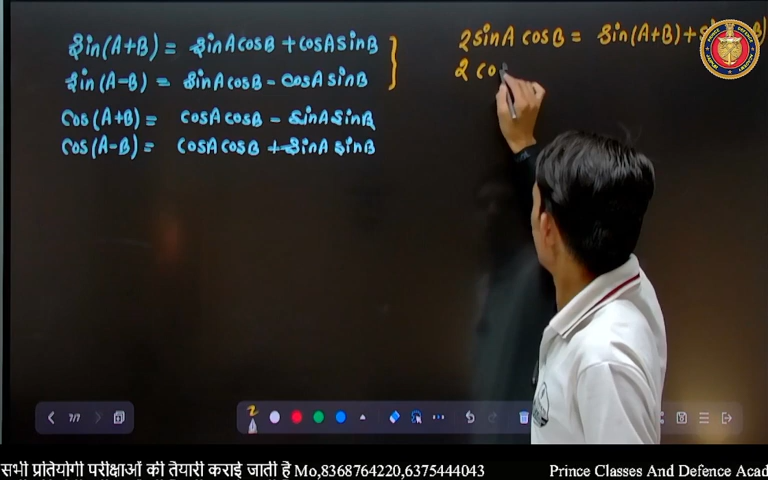 Sin(A+B) = SinA cosB + cosA sinB
Sin(A-B) = SinA cosB - cosA sinB
Cos(A+B) = cosA cosB - sinA sinB
Cos(A-B) = cosA cosB + sinA sinB
2 sinA cosB = Sin(A+B) +
2 co
7/7
सभी प्रतियोगी परीक्षाओं की तैयारी कराई जाती है Mo,8368764220,6375444043 Prince Classes And Defence Acad